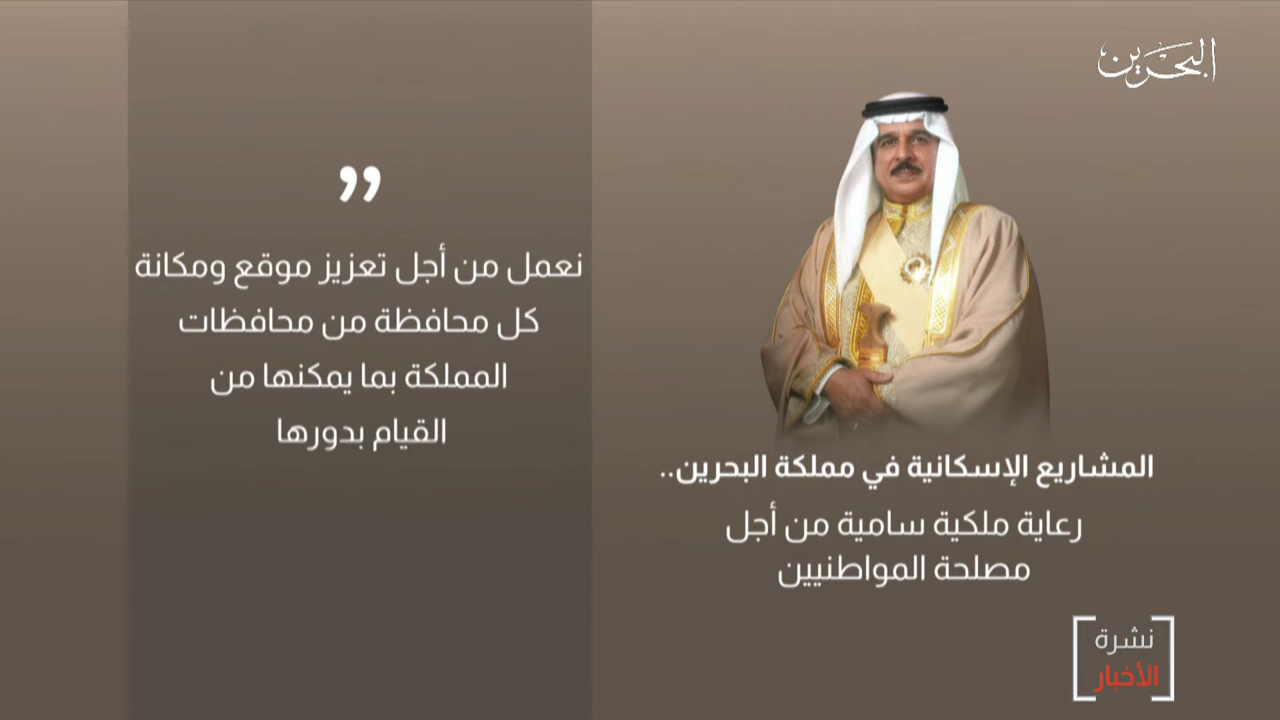 البحرين
”
نعمل من أجل تعزيز موقع ومكانة
كل محافظة من محافظات
المملكة بما يمكنها من
القيام بدورها
المشاريع الإسكانية في مملكة البحرين..
رعاية ملكية سامية من أجل
مصلحة المواطنيين
نشرة
الأخبار